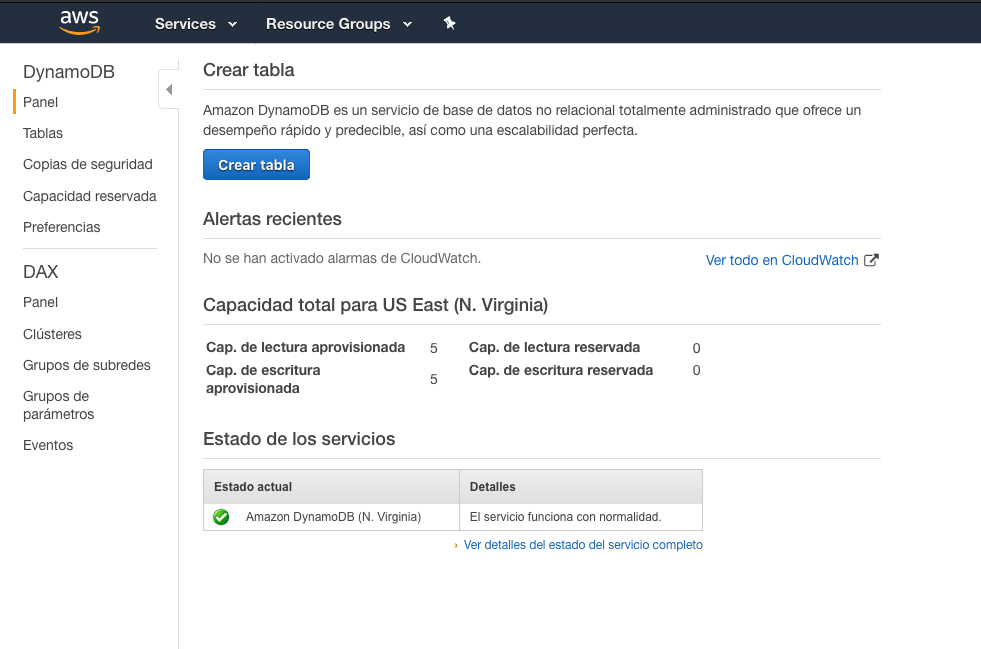 aws
Services
Resource Groups
DynamoDB
Panel
Tablas
Copias de seguridad
Capacidad reservada
Preferencias
DAX
Panel
Clústeres
Grupos de subredes
Grupos de
parámetros
Eventos
Crear tabla
Amazon DynamoDB es un servicio de base de datos no relacional totalmente administrado que ofrece un
desempeño rápido y predecible, así como una escalabilidad perfecta.
Crear tabla
Alertas recientes
No se han activado alarmas de CloudWatch.
Ver todo en CloudWatch
Capacidad total para US East (N. Virginia)
Cap. de lectura aprovisionada 5 Cap. de lectura reservada 0
Cap. de escritura
aprovisionada 5 Cap. de escritura reservada 0
Estado de los servicios
Estado actual Detalles
Amazon DynamoDB (N. Virginia) El servicio funciona con normalidad.
Ver detalles del estado del servicio completo